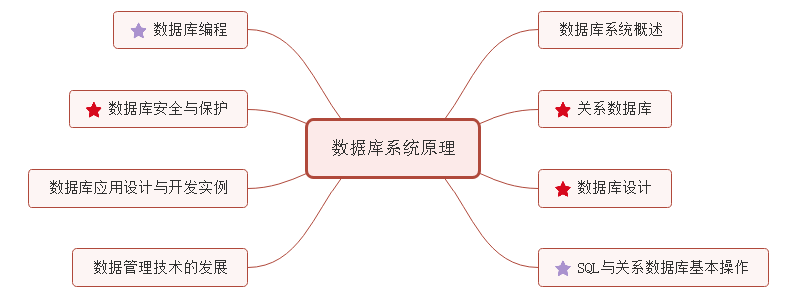 数据库编程
数据库系统概述
数据库安全与保护
关系数据库
数据库系统原理
数据库应用设计与开发实例
数据库设计
数据管理技术的发展
SQL与关系数据库基本操作